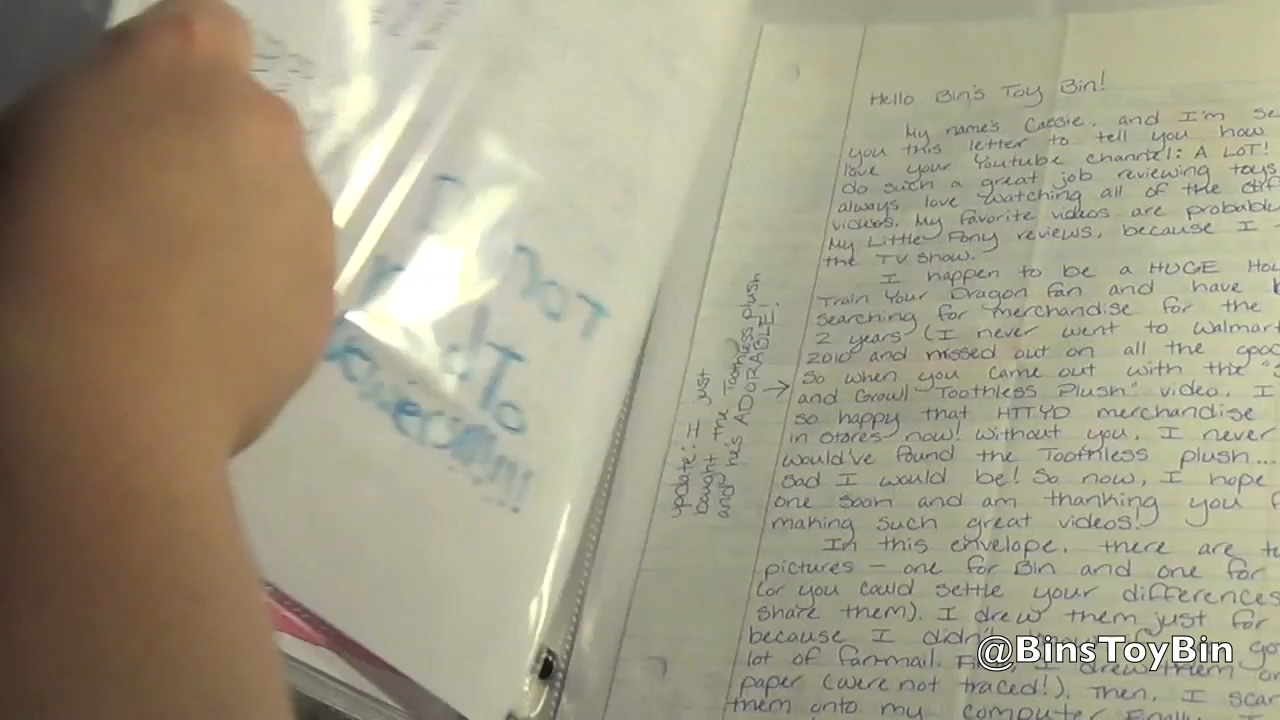 Hello Bin's Toy Bin!
My name's Cassie, and I'm se
you this letter to tell you how
love your Youtube channel: A LOT!
do such a great job reviewing toys
always love watching all of the diff
videos. My favorite videos are probably
My Little Pony reviews, because I
the TV show.
I happen to be a HUGE How
Train Your Dragon fan and have b
searching for merchandise for the
2 years (I never went to Walmart
2010 and missed out on all the good
So when you came out with the "S
and Growl Toothless Plush" video, I
so happy that HTTYD merchandise
in stores now! Without you, I never
would've found the Toothless plush...
sad I would be! So now, I hope
one soon and am thanking you f
making such great videos!
In this envelope, there are t
pictures — one for Bin and one for
(or you could settle your differences
share them). I drew them just for
because I didn't
lot of fan-mail. I drew them on
paper (were not traced!). Then, I scan
them onto my computer
update: I just
bought the Toothless plush
and he's ADORABLE! →
@BinsToyBin